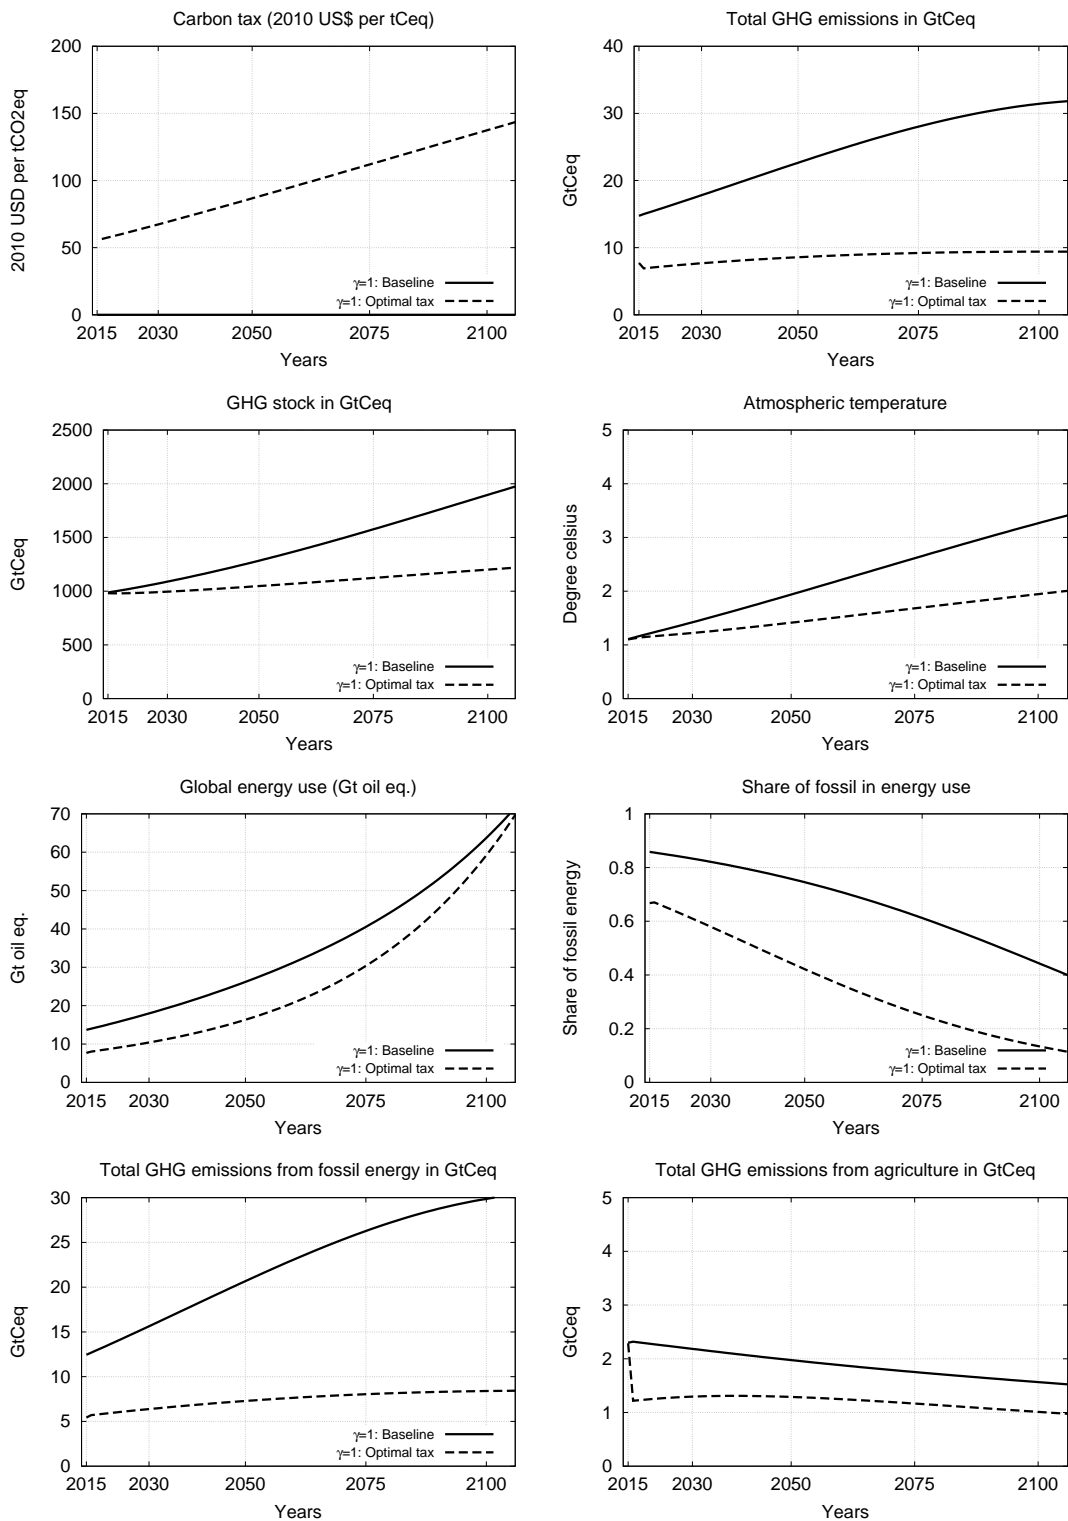 Carbon tax (2010 US$ per tCeq)
2010 USD per tCO2eq
200
150
100
50
0
γ=1: Baseline
γ=1: Optimal tax
2015 2030 2050 2075 2100
Years
Total GHG emissions in GtCeq
GtCeq
40
30
20
10
0
γ=1: Baseline
γ=1: Optimal tax
2015 2030 2050 2075 2100
Years
GHG stock in GtCeq
GtCeq
2500
2000
1500
1000
500
0
γ=1: Baseline
γ=1: Optimal tax
2015 2030 2050 2075 2100
Years
Atmospheric temperature
Degree celsius
5
4
3
2
1
0
γ=1: Baseline
γ=1: Optimal tax
2015 2030 2050 2075 2100
Years
Global energy use (Gt oil eq.)
Gt oil eq.
70
60
50
40
30
20
10
0
γ=1: Baseline
γ=1: Optimal tax
2015 2030 2050 2075 2100
Years
Share of fossil in energy use
Share of fossil energy
1
0.8
0.6
0.4
0.2
0
γ=1: Baseline
γ=1: Optimal tax
2015 2030 2050 2075 2100
Years
Total GHG emissions from fossil energy in GtCeq
GtCeq
30
25
20
15
10
5
0
γ=1: Baseline
γ=1: Optimal tax
2015 2030 2050 2075 2100
Years
Total GHG emissions from agriculture in GtCeq
GtCeq
5
4
3
2
1
0
2015 2030 2050 2075 2100
Years